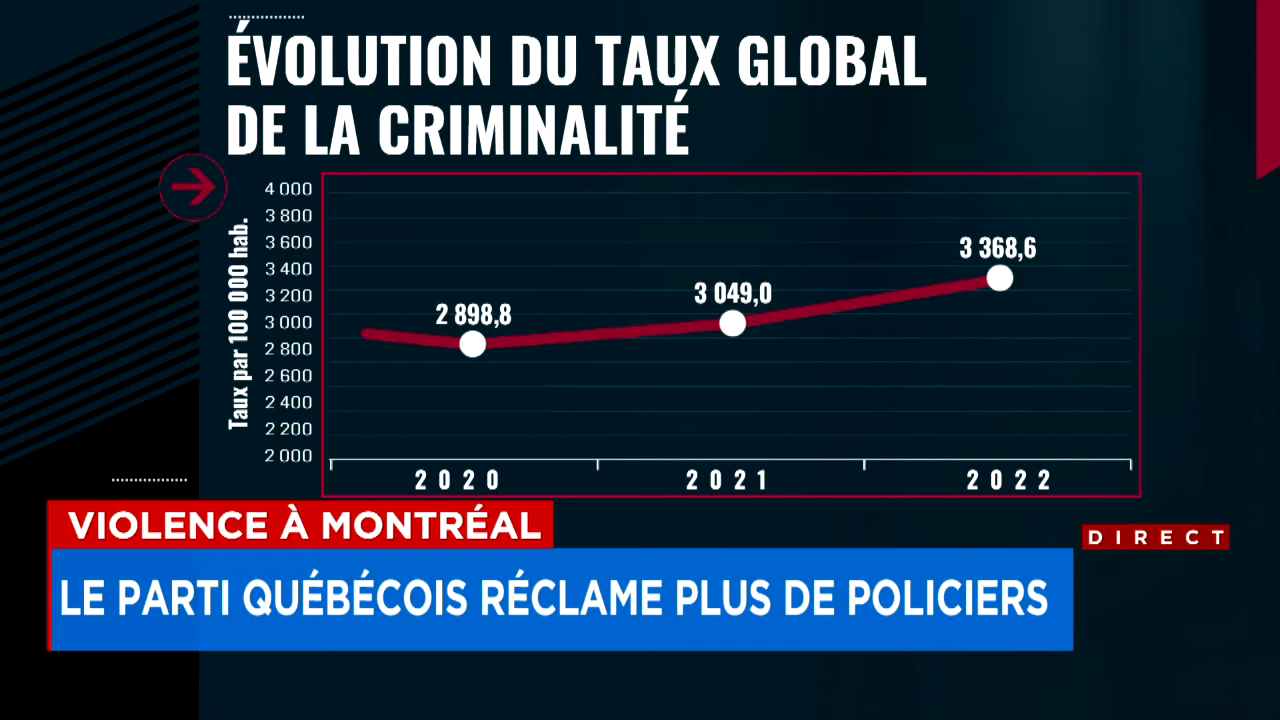 ÉVOLUTION DU TAUX GLOBAL
DE LA CRIMINALITÉ
Taux par 100 000 hab.
4 000
3 800
3 600
3 400
3 200
3 000
2 800
2 600
2 400
2 200
2 000
2 898,8
3 049,0
3 368,6
2020
2021
2022
VIOLENCE À MONTRÉAL
DIRECT
LE PARTI QUÉBÉCOIS RÉCLAME PLUS DE POLICIERS